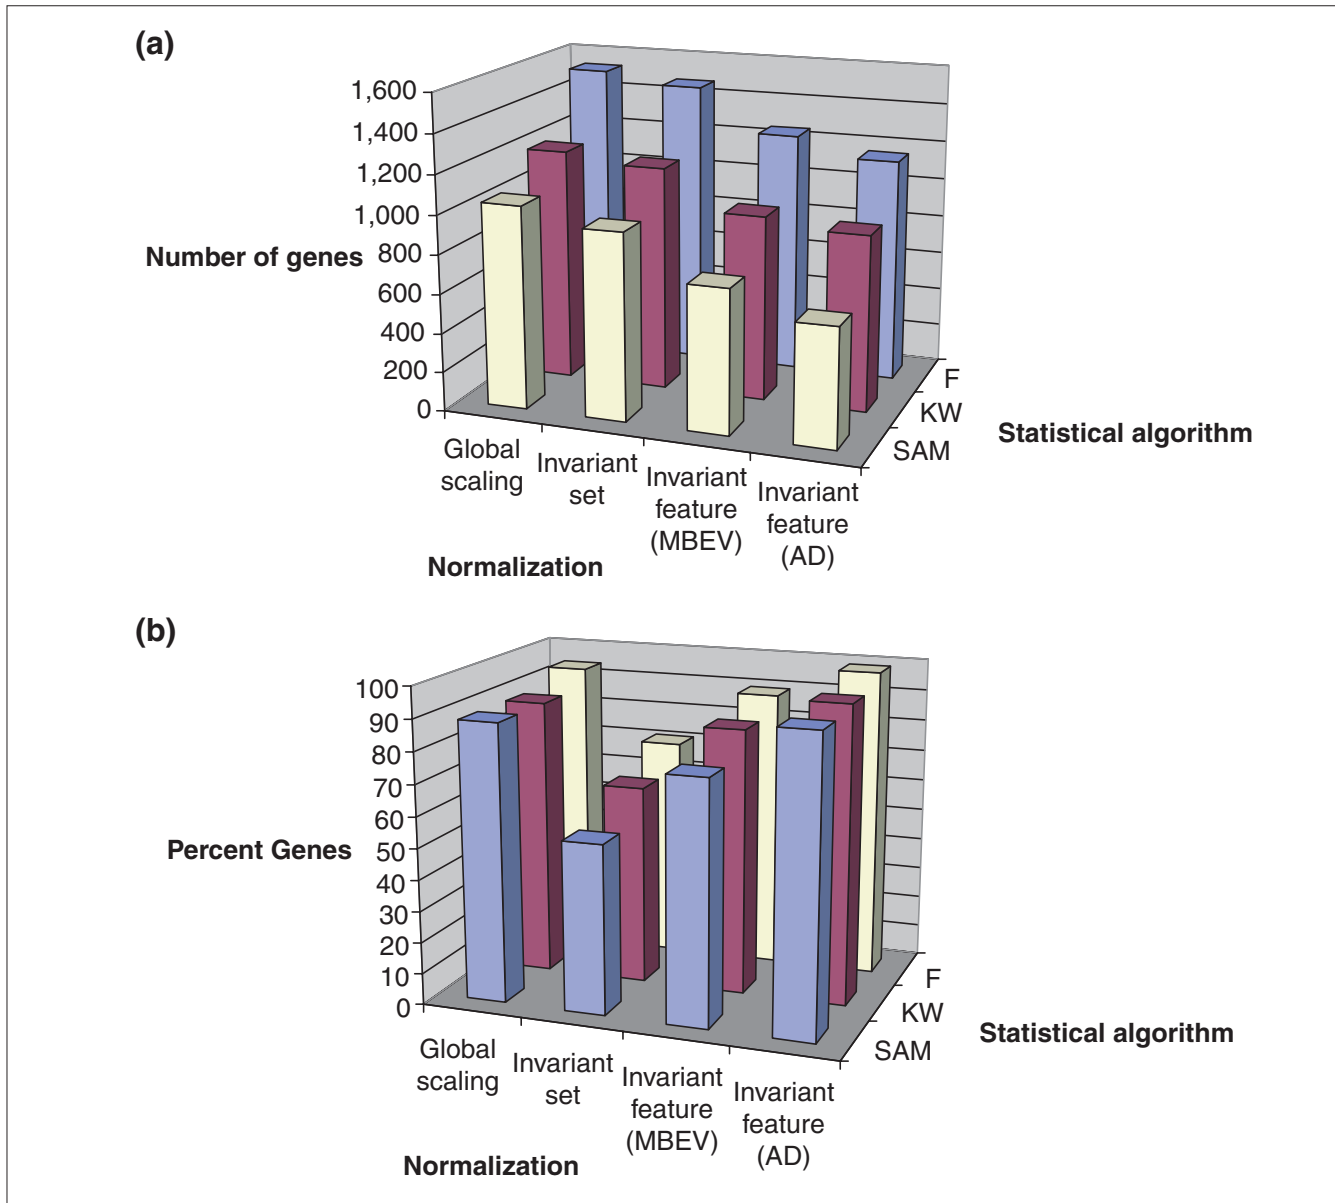 (a)
1,600
1,400
1,200
1,000
800
600
400
200
0
Number of genes
Global
scaling
Invariant
set
Invariant
feature
(MBEV)
Invariant
feature
(AD)
Normalization
F
KW
SAM
Statistical algorithm
(b)
100
90
80
70
60
50
40
30
20
10
0
Percent Genes
Global
scaling
Invariant
set
Invariant
feature
(MBEV)
Invariant
feature
(AD)
Normalization
F
KW
SAM
Statistical algorithm